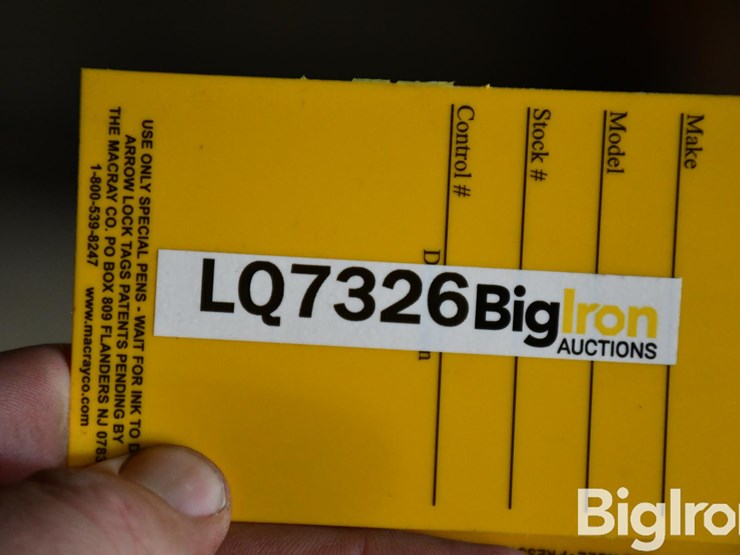 Make
Model
Stock #
Control #
LQ7326
BigIron
AUCTIONS
USE ONLY SPECIAL PENS - WAIT FOR INK TO
ARROW LOCK TAGS PATENTS PENDING BY
THE MACRAY CO. PO BOX 809 FLANDERS NJ
1-800-539-8247 www.macrayco.com
BigIron